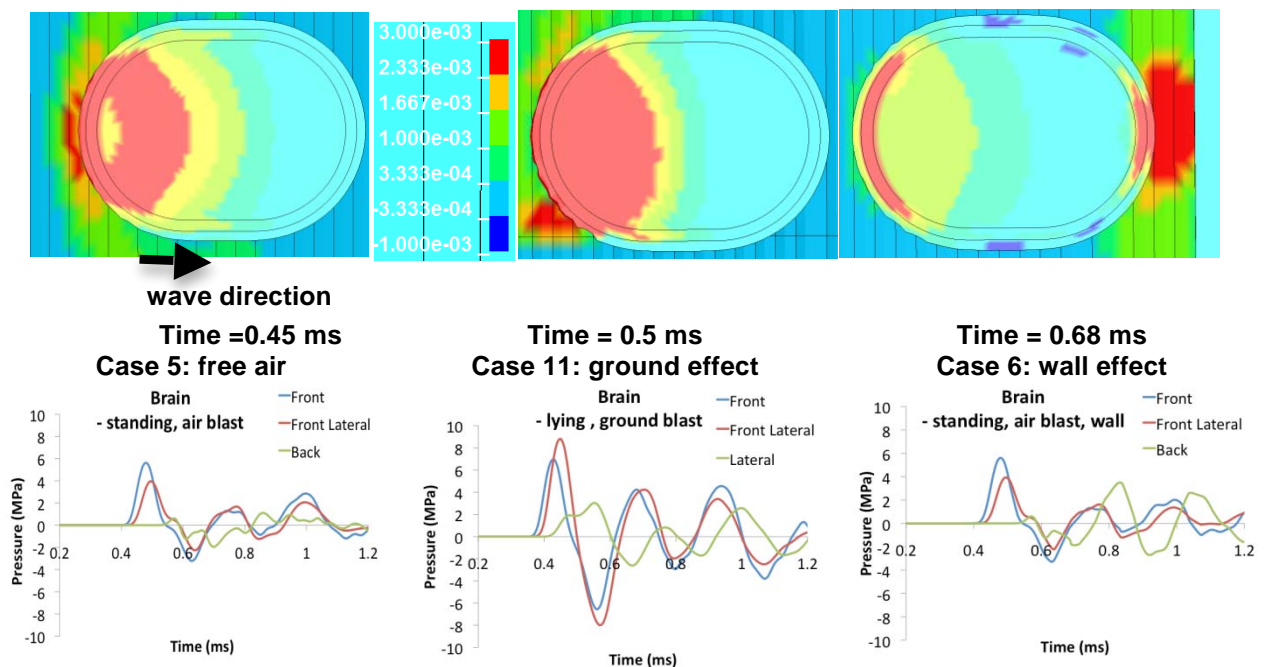 3.000e-03
2.333e-03
1.667e-03
1.000e-03
3.333e-04
-3.333e-04
-1.000e-03
wave direction
Time =0.45 ms
Case 5: free air
Time = 0.5 ms
Case 11: ground effect
Time = 0.68 ms
Case 6: wall effect
Brain
- standing, air blast
Front
Front Lateral
Back
Pressure (MPa)
10
8
6
4
2
0
-2
-4
-6
-8
-10
0.2 0.4 0.6 0.8 1 1.2
Time (ms)
Brain
- lying , ground blast
Front
Front Lateral
Lateral
Pressure (MPa)
10
8
6
4
2
0
-2
-4
-6
-8
-10
0.2 0.4 0.6 0.8 1 1.2
Time (ms)
Brain
- standing, air blast, wall
Front
Front Lateral
Back
Pressure (MPa)
10
8
6
4
2
0
-2
-4
-6
-8
-10
0.2 0.4 0.6 0.8 1 1.2
Time (ms)